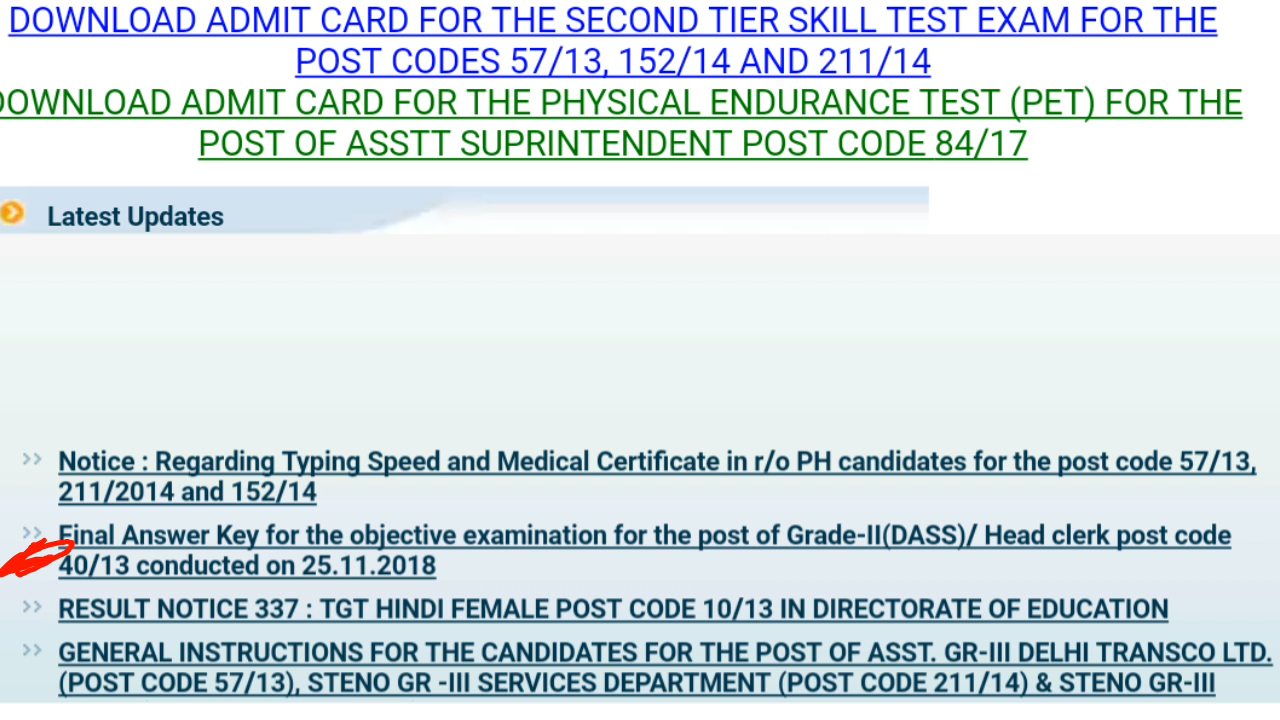 DOWNLOAD ADMIT CARD FOR THE SECOND TIER SKILL TEST EXAM FOR THE
POST CODES 57/13, 152/14 AND 211/14
DOWNLOAD ADMIT CARD FOR THE PHYSICAL ENDURANCE TEST (PET) FOR THE
POST OF ASSTT SUPRINTENDENT POST CODE 84/17
Latest Updates
Notice : Regarding Typing Speed and Medical Certificate in r/o PH candidates for the post code 57/13,
211/2014 and 152/14
Final Answer Key for the objective examination for the post of Grade-II(DASS)/ Head clerk post code
40/13 conducted on 25.11.2018
RESULT NOTICE 337 : TGT HINDI FEMALE POST CODE 10/13 IN DIRECTORATE OF EDUCATION
GENERAL INSTRUCTIONS FOR THE CANDIDATES FOR THE POST OF ASST. GR-III DELHI TRANSCO LTD.
(POST CODE 57/13), STENO GR -III SERVICES DEPARTMENT (POST CODE 211/14) & STENO GR-III